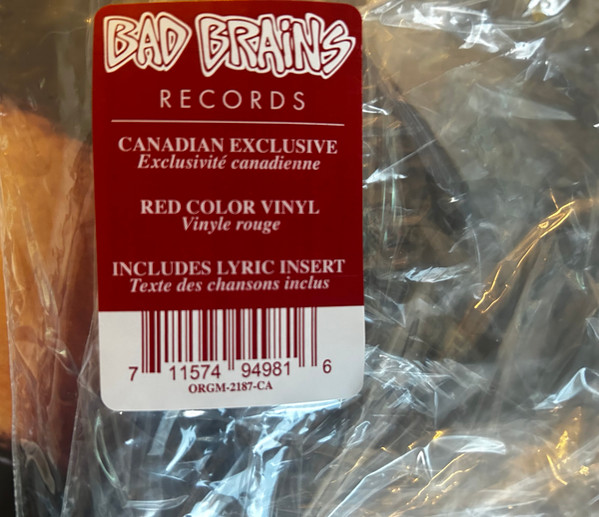 BAD BRAINS
RECORDS
CANADIAN EXCLUSIVE
Exclusivité canadienne
RED COLOR VINYL
Vinyle rouge
INCLUDES LYRIC INSERT
Texte des chansons inclus
7 11574 94981 6
ORGM-2187-CA